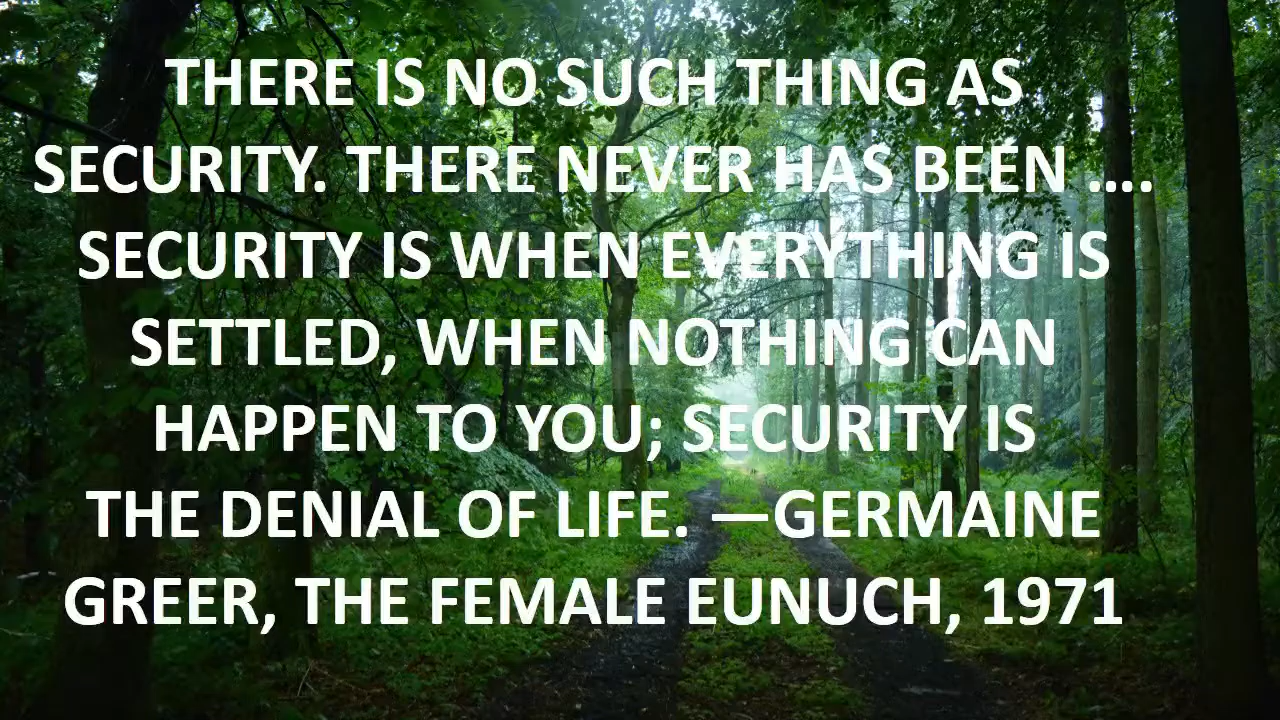 THERE IS NO SUCH THING AS
SECURITY. THERE NEVER HAS BEEN ....
SECURITY IS WHEN EVERYTHING IS
SETTLED, WHEN NOTHING CAN
HAPPEN TO YOU; SECURITY IS
THE DENIAL OF LIFE. —GERMAINE
GREER, THE FEMALE EUNUCH, 1971